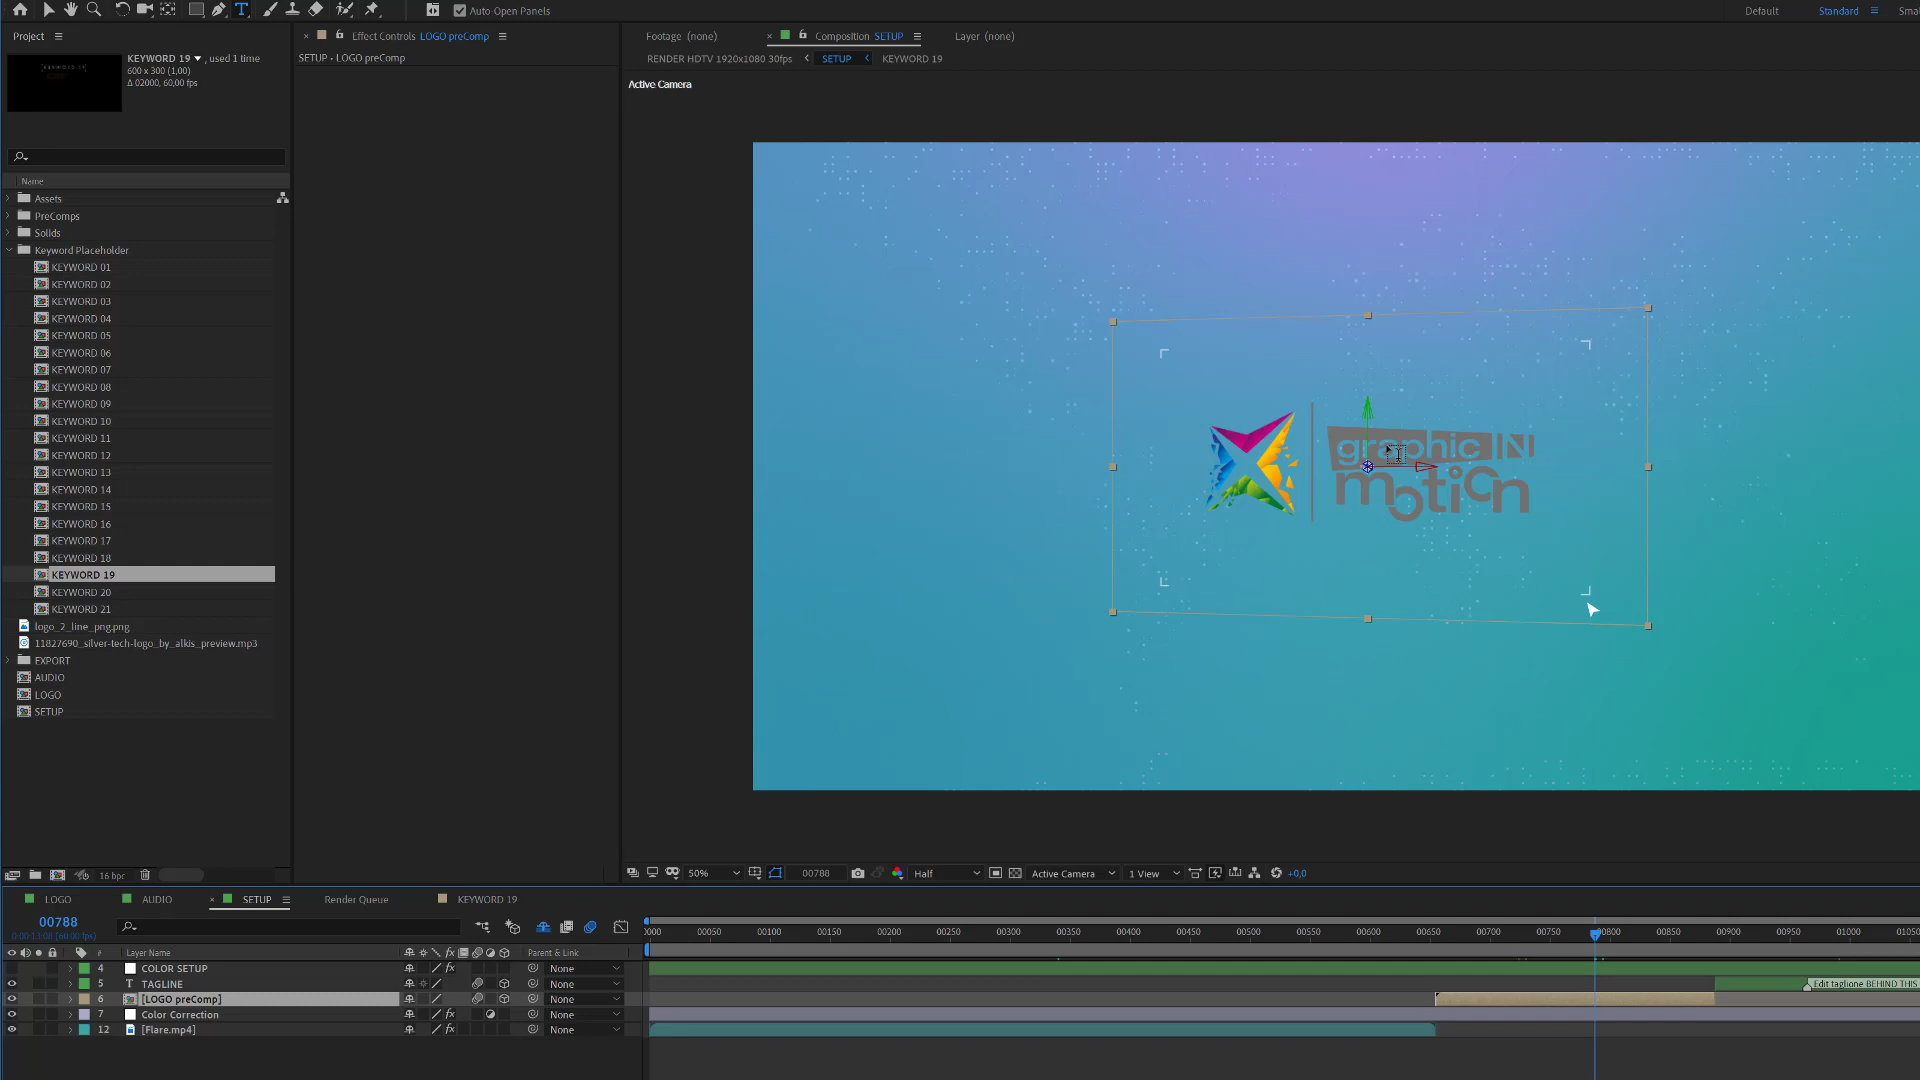 Auto-Open Panels
Default
Standard
Smal
Project
Effect Controls LOGO preComp
Footage (none)
Composition SETUP
Layer (none)
KEYWORD 19 , used 1 time
600 x 300 (1,00)
Δ 02000, 60,00 fps
SETUP • LOGO preComp
RENDER HDTV 1920x1080 30fps
SETUP
KEYWORD 19
Active Camera
Name
Assets
PreComps
Solids
Keyword Placeholder
KEYWORD 01
KEYWORD 02
KEYWORD 03
KEYWORD 04
KEYWORD 05
KEYWORD 06
KEYWORD 07
KEYWORD 08
KEYWORD 09
KEYWORD 10
KEYWORD 11
KEYWORD 12
KEYWORD 13
KEYWORD 14
KEYWORD 15
KEYWORD 16
KEYWORD 17
KEYWORD 18
KEYWORD 19
KEYWORD 20
KEYWORD 21
logo_2_line_png.png
11827690_silver-tech-logo_by_alkis_preview.mp3
EXPORT
AUDIO
LOGO
SETUP
graphic IN
motion
16 bpc
50%
00788
Half
Active Camera
1 View
+0,0
LOGO
AUDIO
SETUP
Render Queue
KEYWORD 19
00788
0:00:13:08 (60.00 fps)
0000
00050
00100
00150
00200
00250
00300
00350
00400
00450
00500
00550
00600
00650
00700
00750
00800
00850
00900
00950
01000
01050
# Layer Name
Parent & Link
4 COLOR SETUP None
5 T TAGLINE None
Edit taglione BEHIND THIS
6 [LOGO preComp] None
7 Color Correction None
12 [Flare.mp4] None